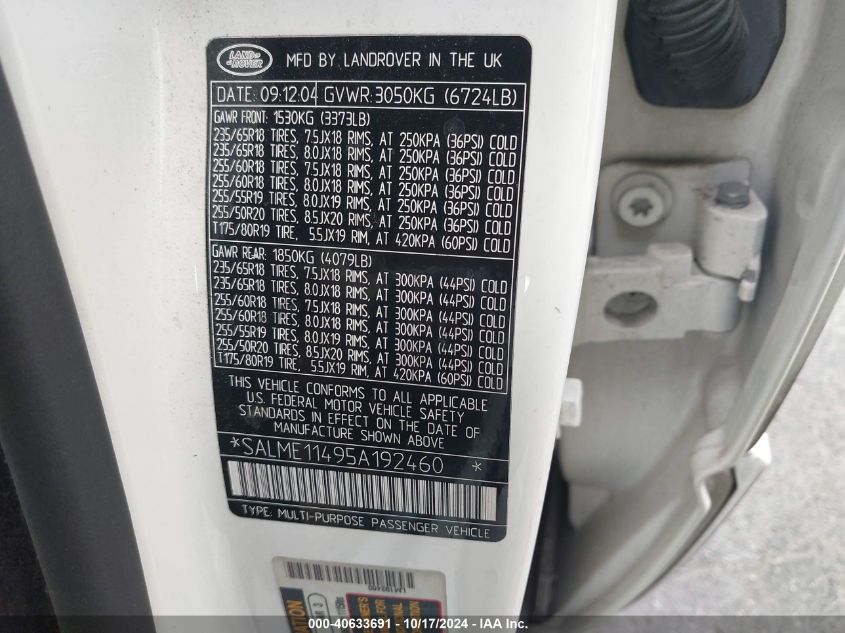 LAND ROVER
MFD BY LANDROVER IN THE UK
DATE: 09.12.04 GVWR:3050KG (6724LB)
GAWR FRONT: 1530KG (3373LB)
235/65R18 TIRES, 7.5JX18 RIMS, AT 250KPA (36PSI) COLD
235/65R18 TIRES, 8.0JX18 RIMS, AT 250KPA (36PSI) COLD
255/60R18 TIRES, 7.5JX18 RIMS, AT 250KPA (36PSI) COLD
255/60R18 TIRES, 8.0JX18 RIMS, AT 250KPA (36PSI) COLD
255/55R19 TIRES, 8.0JX19 RIMS, AT 250KPA (36PSI) COLD
255/50R20 TIRES, 8.5JX20 RIMS, AT 250KPA (36PSI) COLD
T175/80R19 TIRE, 5.5JX19 RIM, AT 420KPA (60PSI) COLD
GAWR REAR: 1850KG (4079LB)
235/65R18 TIRES, 7.5JX18 RIMS, AT 300KPA (44PSI) COLD
235/65R18 TIRES, 8.0JX18 RIMS, AT 300KPA (44PSI) COLD
255/60R18 TIRES, 7.5JX18 RIMS, AT 300KPA (44PSI) COLD
255/60R18 TIRES, 8.0JX18 RIMS, AT 300KPA (44PSI) COLD
255/55R19 TIRES, 8.0JX19 RIMS, AT 300KPA (44PSI) COLD
255/50R20 TIRES, 8.5JX20 RIMS, AT 300KPA (44PSI) COLD
T175/80R19 TIRE, 5.5JX19 RIM, AT 420KPA (60PSI) COLD
THIS VEHICLE CONFORMS TO ALL APPLICABLE
U.S. FEDERAL MOTOR VEHICLE SAFETY
STANDARDS IN EFFECT ON THE DATE OF
MANUFACTURE SHOWN ABOVE
*SALME11495A192460 *
TYPE: MULTI-PURPOSE PASSENGER VEHICLE
IMAGE: 40633691 - 10/17/2024 - 10/17/2024 - IAA Inc.